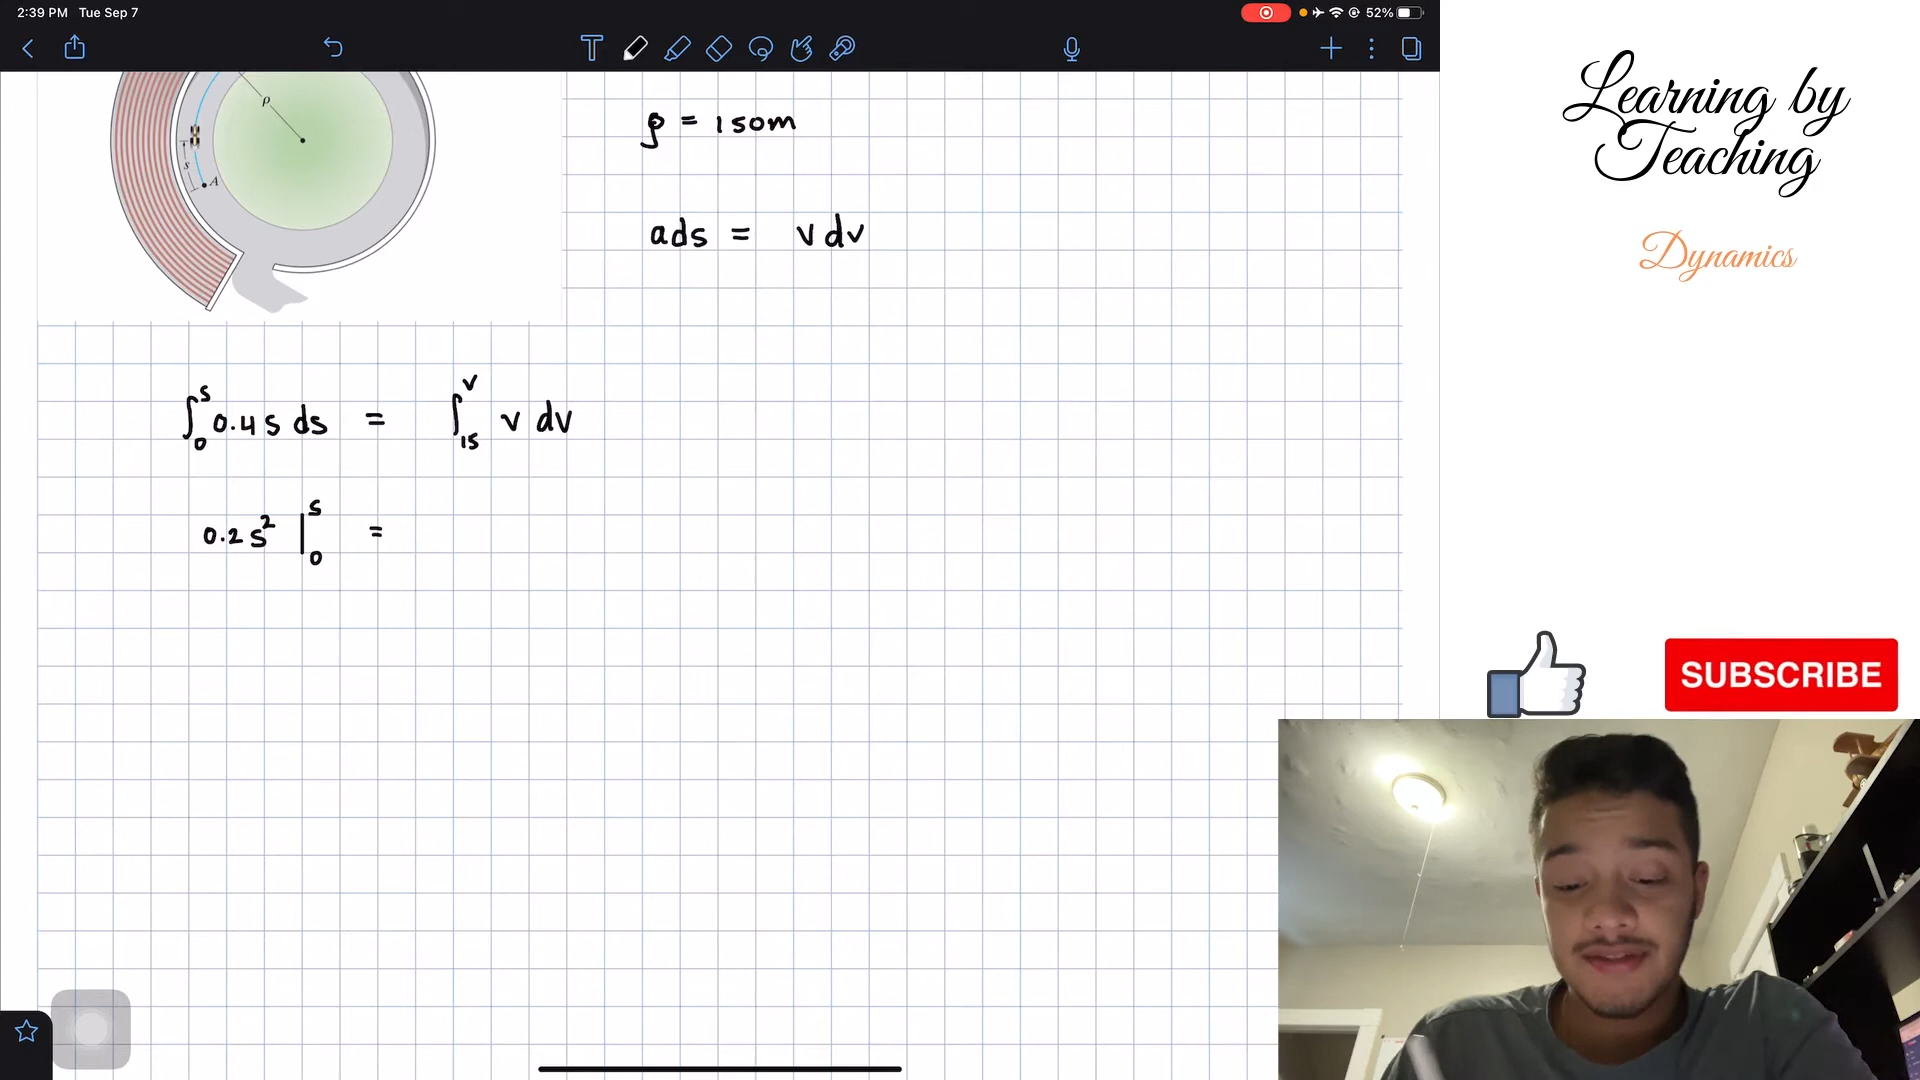 2:39 PM Tue Sep 7
52%
Learning by
Teaching
Dynamics
ρ
s
A
ρ = 150m
ads = v dv
∫₀ˢ 0.4 s ds = ∫₁₅ᵛ v dv
0.2 s² |₀ˢ =
SUBSCRIBE